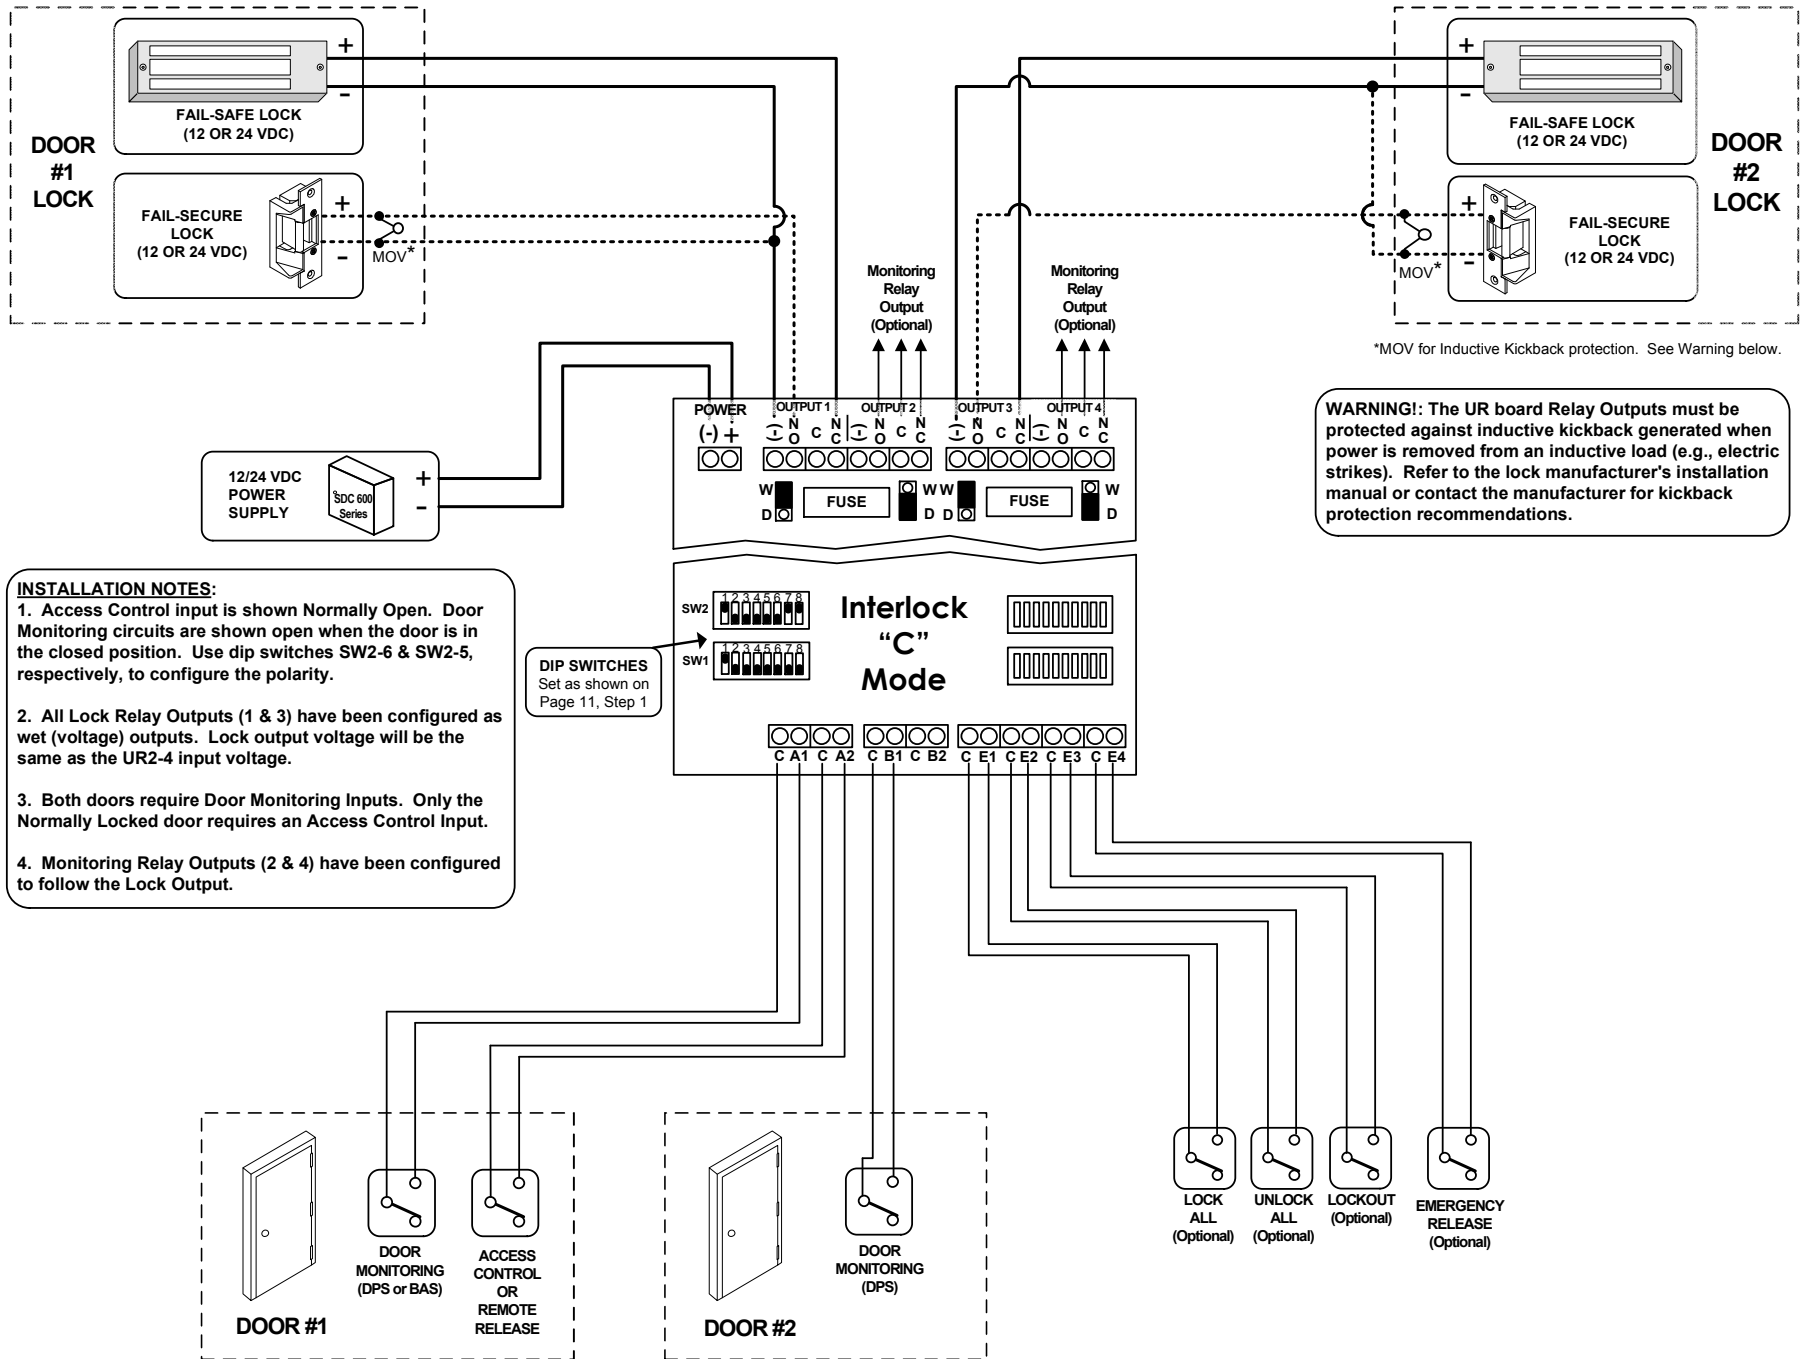 DOOR
#1
LOCK
+
-
FAIL-SAFE LOCK
(12 OR 24 VDC)
FAIL-SECURE
LOCK
(12 OR 24 VDC)
+
-
MOV*
+
-
FAIL-SAFE LOCK
(12 OR 24 VDC)
DOOR
#2
LOCK
+
-
FAIL-SECURE
LOCK
(12 OR 24 VDC)
MOV*
*MOV for Inductive Kickback protection. See Warning below.
Monitoring
Relay
Output
(Optional)
Monitoring
Relay
Output
(Optional)
WARNING!: The UR board Relay Outputs must be
protected against inductive kickback generated when
power is removed from an inductive load (e.g., electric
strikes). Refer to the lock manufacturer's installation
manual or contact the manufacturer for kickback
protection recommendations.
12/24 VDC
POWER
SUPPLY
SDC 600
Series
+
-
POWER
(-) +
OUTPUT 1
(-) NO C NC
OUTPUT 2
(-) NO C NC
OUTPUT 3
(-) NO C NC
OUTPUT 4
(-) NO C NC
W
D
FUSE
W
D
W
D
FUSE
W
D
INSTALLATION NOTES:
1. Access Control input is shown Normally Open. Door
Monitoring circuits are shown open when the door is in
the closed position. Use dip switches SW2-6 & SW2-5,
respectively, to configure the polarity.
2. All Lock Relay Outputs (1 & 3) have been configured as
wet (voltage) outputs. Lock output voltage will be the
same as the UR2-4 input voltage.
3. Both doors require Door Monitoring Inputs. Only the
Normally Locked door requires an Access Control Input.
4. Monitoring Relay Outputs (2 & 4) have been configured
to follow the Lock Output.
DIP SWITCHES
Set as shown on
Page 11, Step 1
SW2
1 2 3 4 5 6 7 8
SW1
1 2 3 4 5 6 7 8
Interlock
“C”
Mode
C A1 C A2 C B1 C B2 C E1 C E2 C E3 C E4
DOOR
MONITORING
(DPS or BAS)
ACCESS
CONTROL
OR
REMOTE
RELEASE
DOOR #1
DOOR
MONITORING
(DPS)
DOOR #2
LOCK
ALL
(Optional)
UNLOCK
ALL
(Optional)
LOCKOUT
(Optional)
EMERGENCY
RELEASE
(Optional)